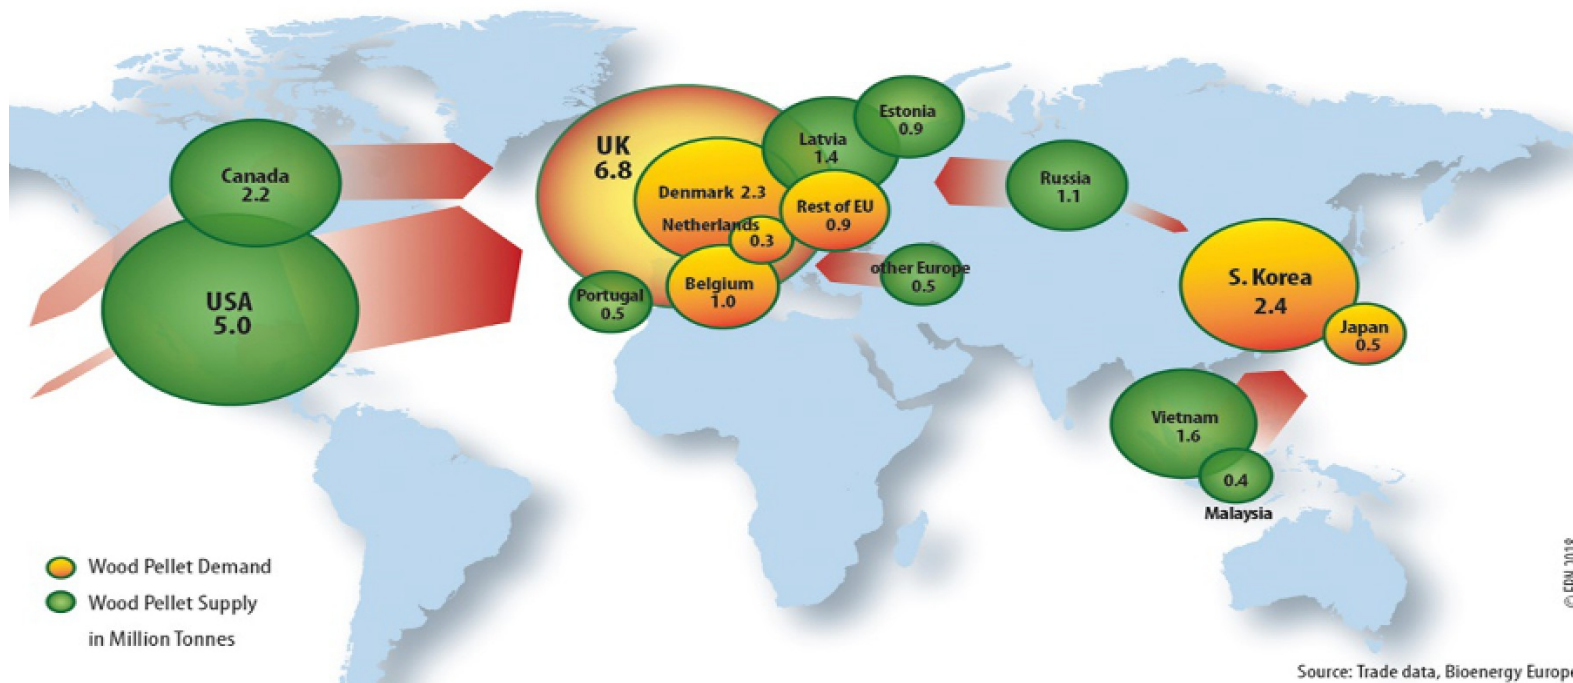 Canada
2.2
USA
5.0
UK
6.8
Denmark 2.3
Netherlands
0.3
Belgium
1.0
Portugal
0.5
Latvia
1.4
Estonia
0.9
Rest of EU
0.9
other Europe
0.5
Russia
1.1
S. Korea
2.4
Japan
0.5
Vietnam
1.6
0.4
Malaysia
Wood Pellet Demand
Wood Pellet Supply
in Million Tonnes
Source: Trade data, Bioenergy Europe